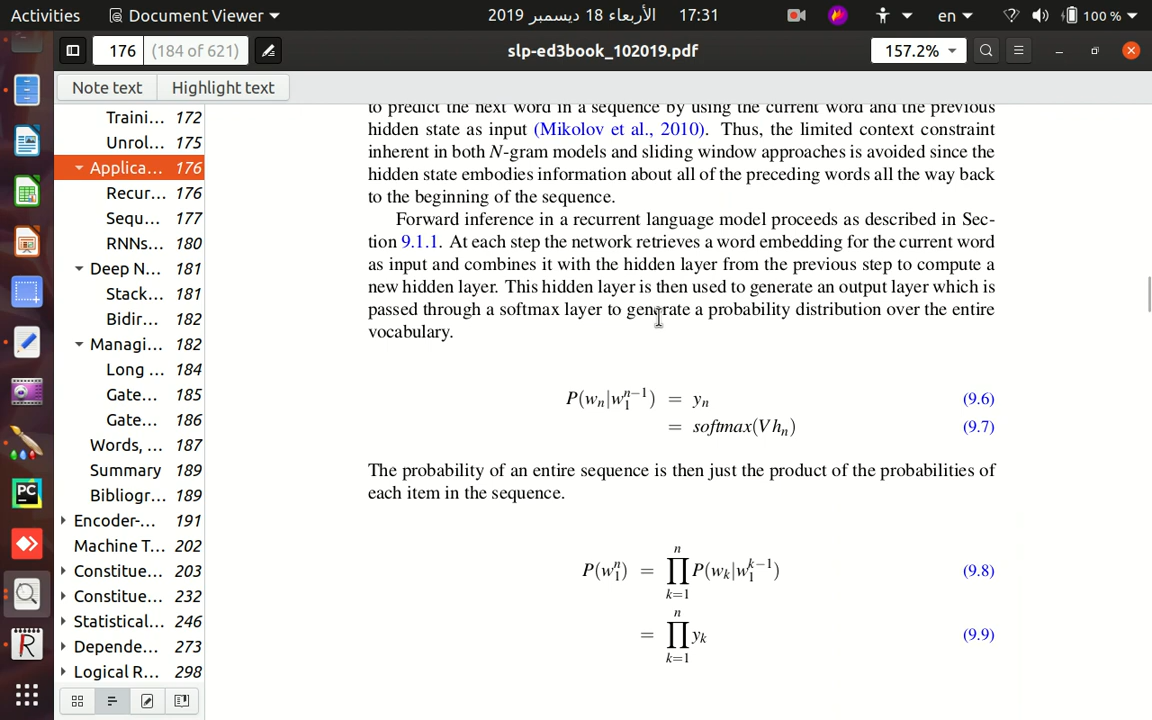 Activities Document Viewer 2019 الأربعاء 18 ديسمبر 17:31 en 100 %
176 (184 of 621) slp-ed3book_102019.pdf 157.2%
Note text Highlight text
Traini... 172
Unrol... 175
Applica... 176
Recur... 176
Sequ... 177
RNNs... 180
Deep N... 181
Stack... 181
Bidir... 182
Managi... 182
Long ... 184
Gate... 185
Gate... 186
Words, ... 187
Summary 189
Bibliogr... 189
Encoder-... 191
Machine T... 202
Constitue... 203
Constitue... 232
Statistical... 246
Depende... 273
Logical R... 298
to predict the next word in a sequence by using the current word and the previous
hidden state as input (Mikolov et al., 2010). Thus, the limited context constraint
inherent in both N-gram models and sliding window approaches is avoided since the
hidden state embodies information about all of the preceding words all the way back
to the beginning of the sequence.
Forward inference in a recurrent language model proceeds as described in Sec-
tion 9.1.1. At each step the network retrieves a word embedding for the current word
as input and combines it with the hidden layer from the previous step to compute a
new hidden layer. This hidden layer is then used to generate an output layer which is
passed through a softmax layer to generate a probability distribution over the entire
vocabulary.
P(w_n|w_1^{n−1}) = y_n (9.6)
= softmax(Vh_n) (9.7)
The probability of an entire sequence is then just the product of the probabilities of
each item in the sequence.
P(w_1^n) = ∏_{k=1}^{n} P(w_k|w_1^{k−1}) (9.8)
= ∏_{k=1}^{n} y_k (9.9)
PC
R